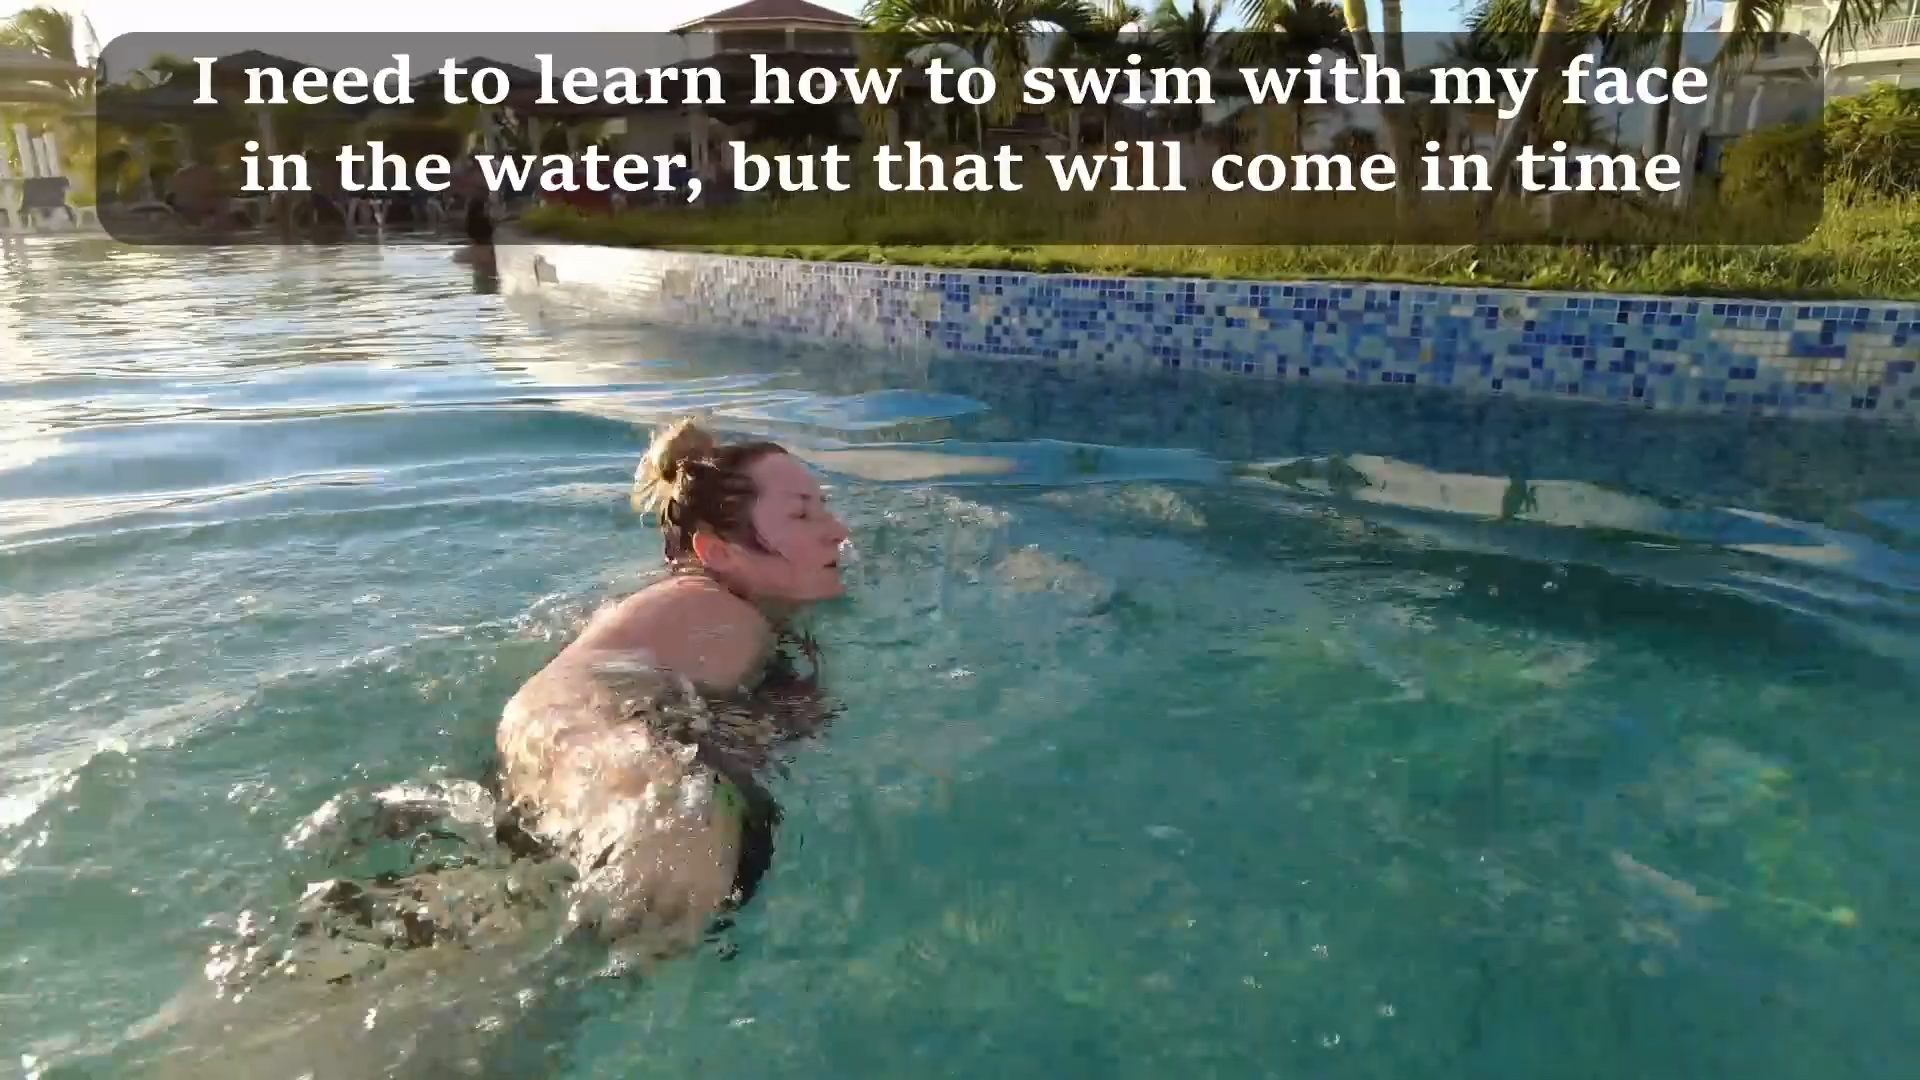 I need to learn how to swim with my face
in the water, but that will come in time